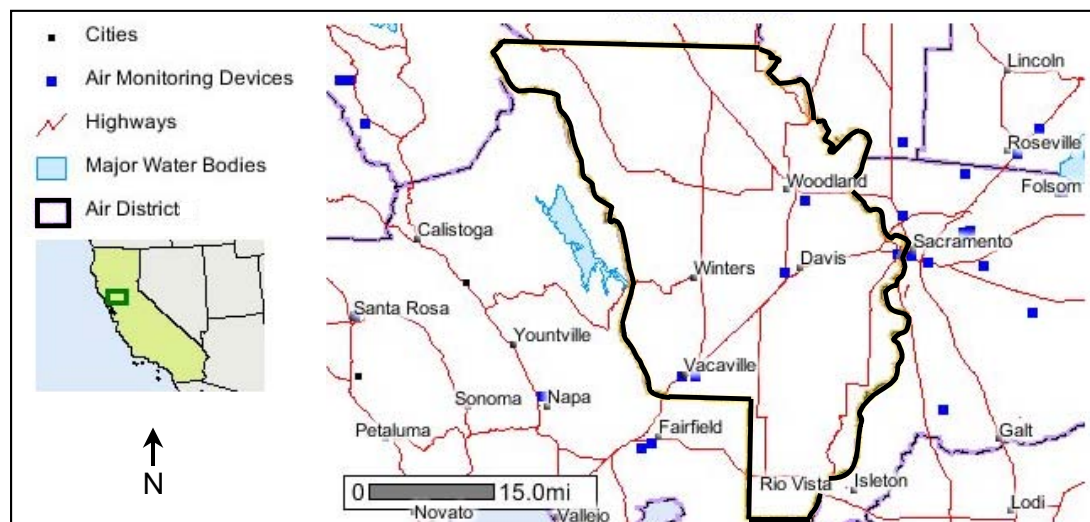 Cities
Air Monitoring Devices
Highways
Major Water Bodies
Air District
N
Lincoln
Roseville
Folsom
Woodland
Calistoga
Sacramento
Winters
Davis
Santa Rosa
Yountville
Vacaville
Sonoma
Napa
Petaluma
Fairfield
Galt
Rio Vista
Isleton
0 15.0mi
Lodi
Novato
Vallejo